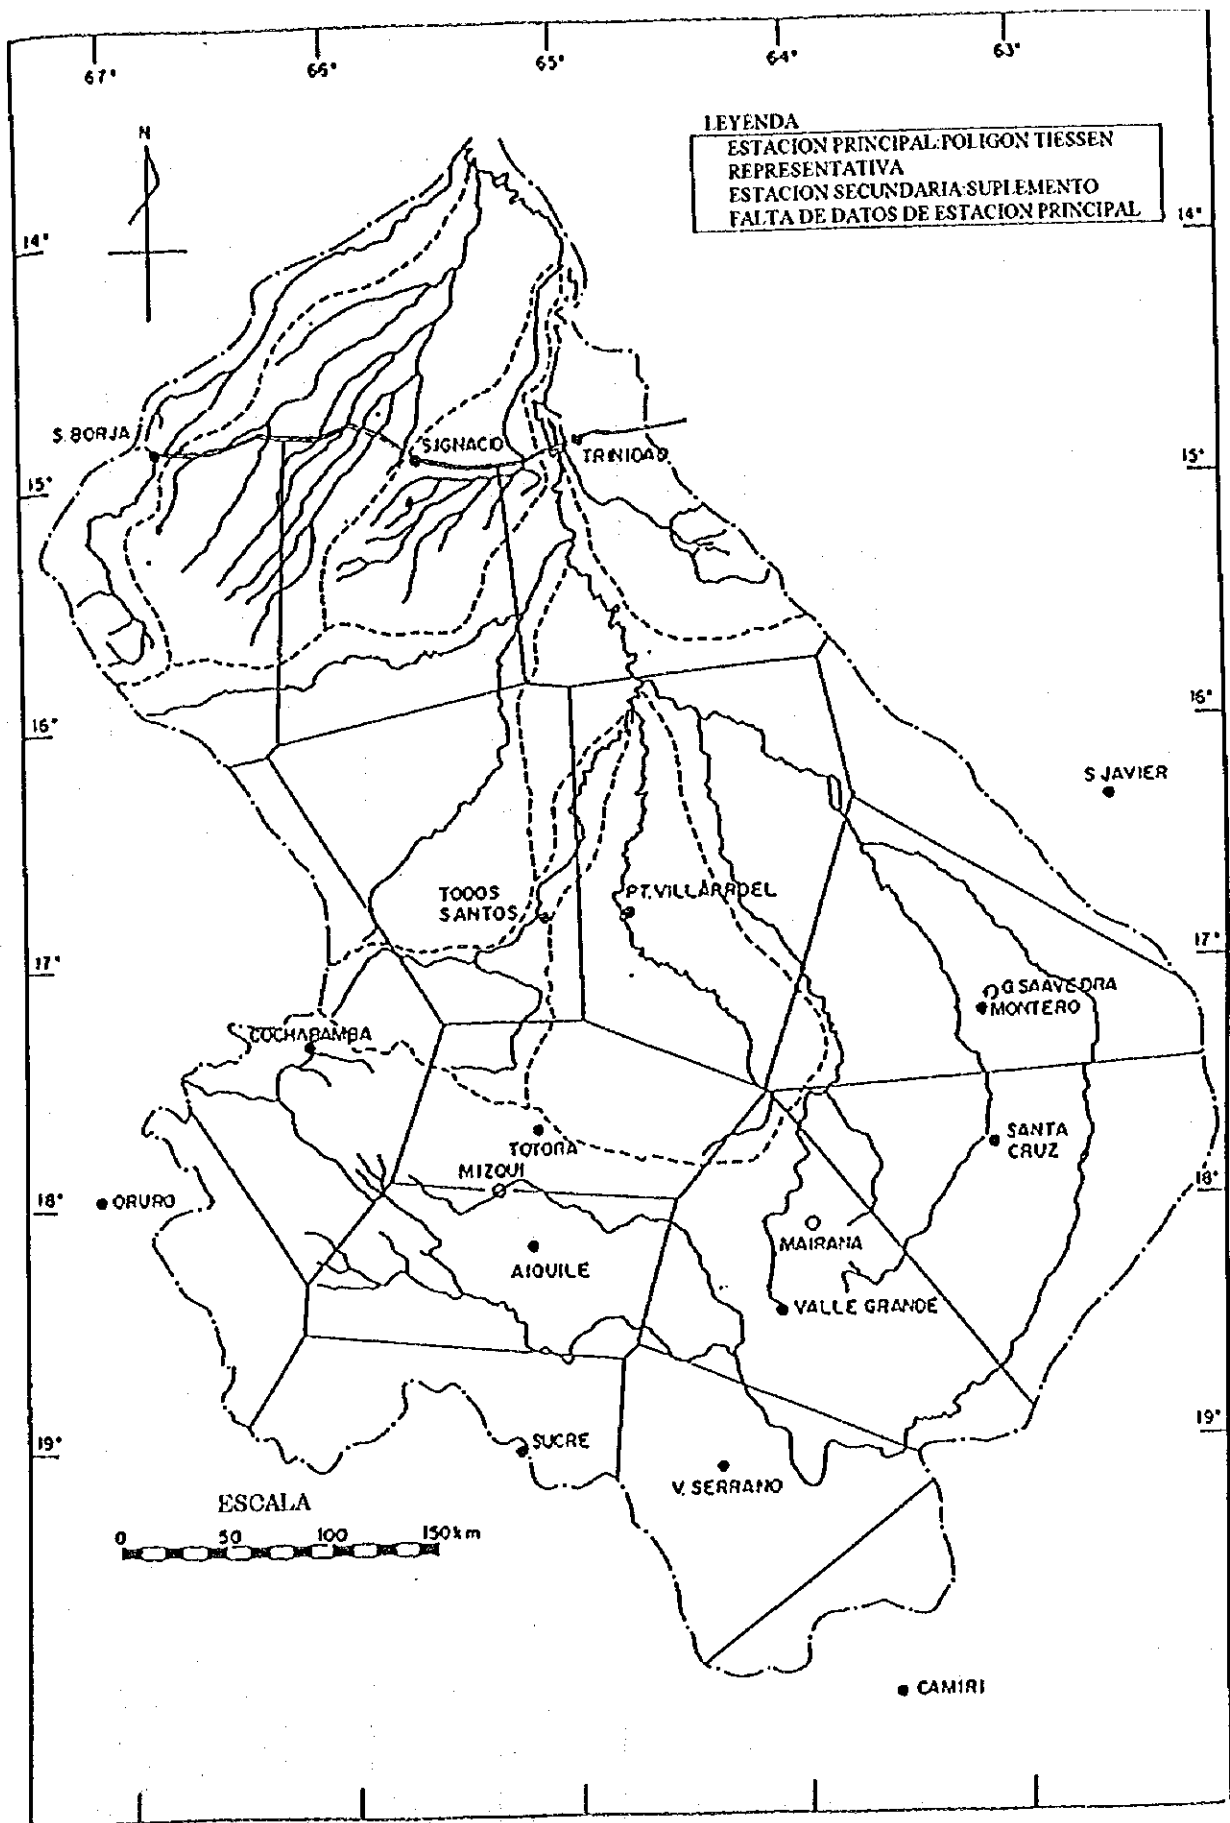 67° 66° 65° 64° 63°
N
LEYENDA
ESTACION PRINCIPAL:POLIGON TIESSEN
REPRESENTATIVA
ESTACION SECUNDARIA:SUPLEMENTO
FALTA DE DATOS DE ESTACION PRINCIPAL
14° 14°
S. BORJA
S.IGNACIO
TRINIDAD
15° 15°
16° 16°
S JAVIER
TODOS
SANTOS
PT. VILLARROEL
17° 17°
G.SAAVEDRA
MONTERO
COCHABAMBA
TOTORA
SANTA
CRUZ
MIZQUI
18° 18°
ORURO
MAIRANA
AIQUILE
VALLE GRANDE
19° 19°
SUCRE
V. SERRANO
ESCALA
0 50 100 150km
CAMIRI